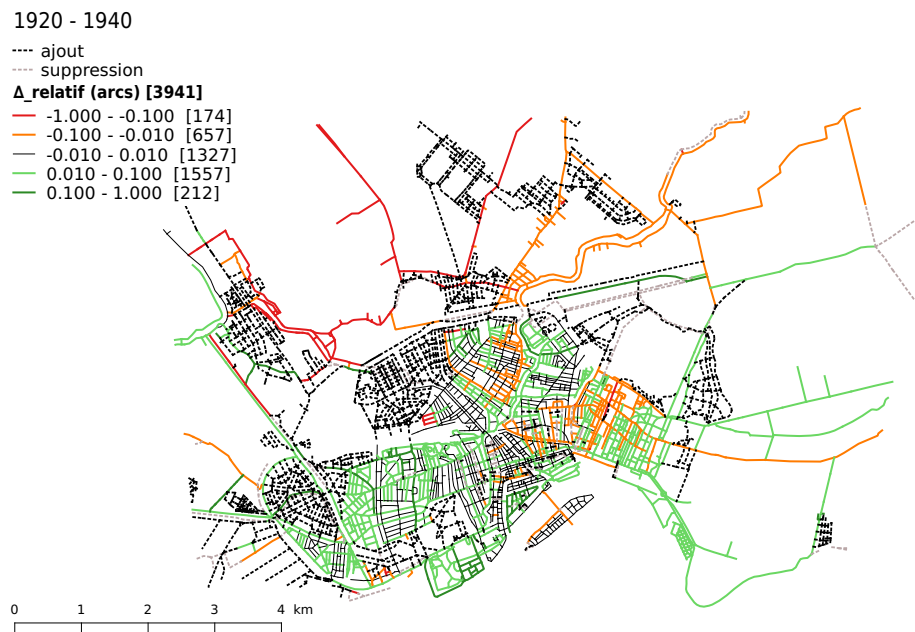 1920 - 1940
ajout
suppression
Δ_relatif (arcs) [3941]
-1.000 - -0.100 [174]
-0.100 - -0.010 [657]
-0.010 - 0.010 [1327]
0.010 - 0.100 [1557]
0.100 - 1.000 [212]
0 1 2 3 4 km